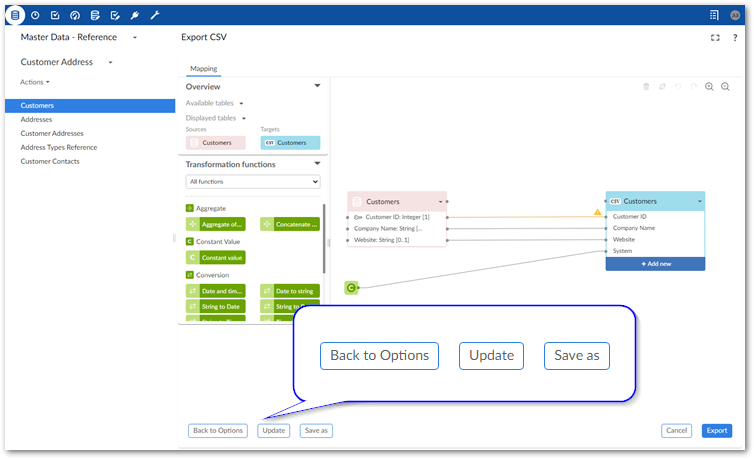 AS
Master Data - Reference
Export CSV
?
Customer Address
Actions
Customers
Addresses
Customer Addresses
Address Types Reference
Customer Contacts
Mapping
Overview
Available tables
Displayed tables
Sources Targets
Customers CSV Customers
Transformation functions
All functions
Aggregate
Aggregate of... Concatenate ...
C Constant Value
C Constant value
Conversion
Date and tim... Date to string
String to Date
Customers
Customer ID: Integer [1]
Company Name: String [...
Website: String [0..1]
C
CSV Customers
Customer ID
Company Name
Website
System
+ Add new
Back to Options Update Save as
Back to Options Update Save as Cancel Export